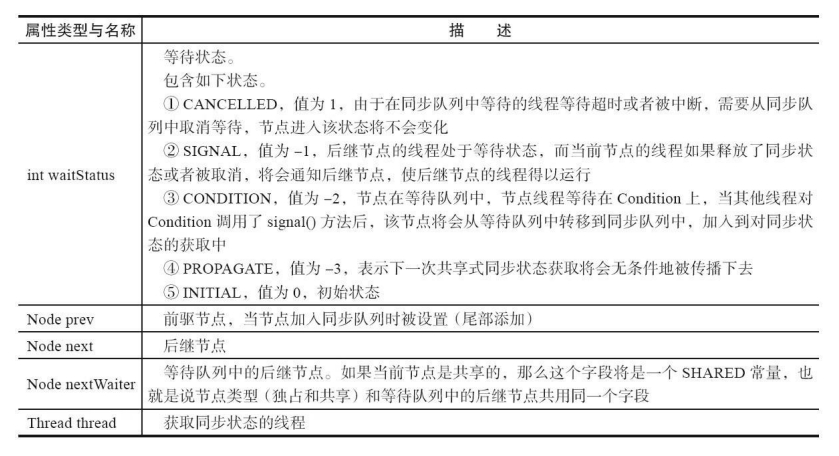 属性类型与名称 描 述
等待状态。
包含如下状态。
① CANCELLED，值为 1，由于在同步队列中等待的线程等待超时或者被中断，需要从同步队
列中取消等待，节点进入该状态将不会变化
② SIGNAL，值为 –1，后继节点的线程处于等待状态，而当前节点的线程如果释放了同步状
态或者被取消，将会通知后继节点，使后继节点的线程得以运行
int waitStatus
③ CONDITION，值为 –2，节点在等待队列中，节点线程等待在 Condition 上，当其他线程对
Condition 调用了 signal() 方法后，该节点将会从等待队列中转移到同步队列中，加入到对同步状
态的获取中
④ PROPAGATE，值为 –3，表示下一次共享式同步状态获取将会无条件地被传播下去
⑤ INITIAL，值为 0，初始状态
Node prev 前驱节点，当节点加入同步队列时被设置（尾部添加）
Node next 后继节点
Node nextWaiter 等待队列中的后继节点。如果当前节点是共享的，那么这个字段将是一个 SHARED 常量，也
就是说节点类型（独占和共享）和等待队列中的后继节点共用同一个字段
Thread thread 获取同步状态的线程